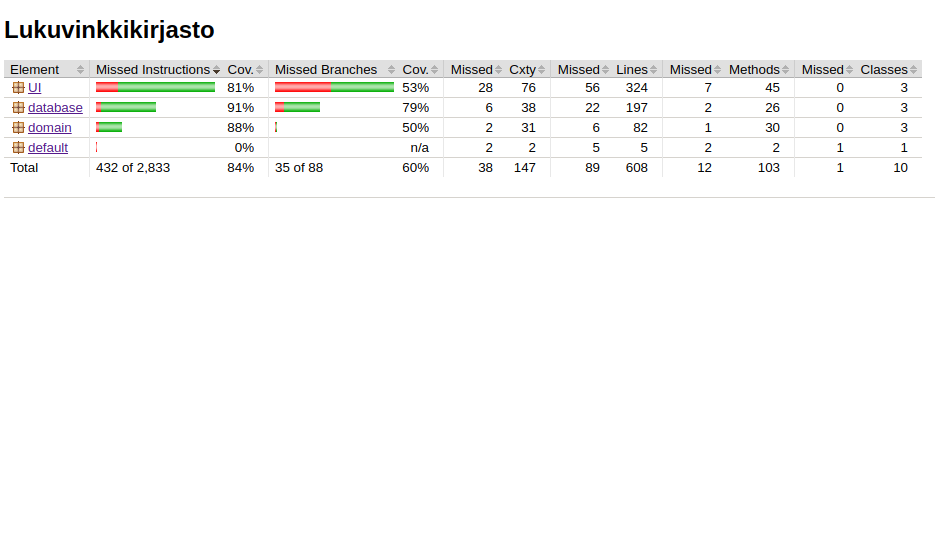 Lukuvinkkikirjasto
Element Missed Instructions Cov. Missed Branches Cov. Missed Cxty Missed Lines Missed Methods Missed Classes
UI 81% 53% 28 76 56 324 7 45 0 3
database 91% 79% 6 38 22 197 2 26 0 3
domain 88% 50% 2 31 6 82 1 30 0 3
default 0% n/a 2 2 5 5 2 2 1 1
Total 432 of 2,833 84% 35 of 88 60% 38 147 89 608 12 103 1 10